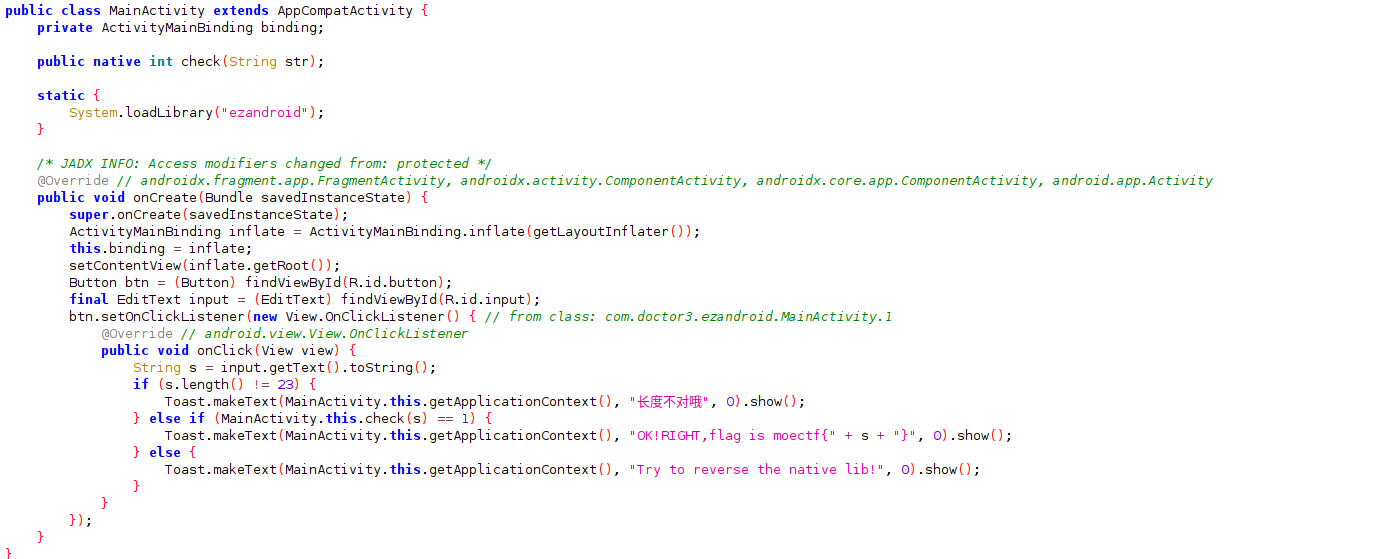 public class MainActivity extends AppCompatActivity {
    private ActivityMainBinding binding;

    public native int check(String str);

    static {
        System.loadLibrary("ezandroid");
    }

    /* JADX INFO: Access modifiers changed from: protected */
    @Override // androidx.fragment.app.FragmentActivity, androidx.activity.ComponentActivity, androidx.core.app.ComponentActivity, android.app.Activity
    public void onCreate(Bundle savedInstanceState) {
        super.onCreate(savedInstanceState);
        ActivityMainBinding inflate = ActivityMainBinding.inflate(getLayoutInflater());
        this.binding = inflate;
        setContentView(inflate.getRoot());
        Button btn = (Button) findViewById(R.id.button);
        final EditText input = (EditText) findViewById(R.id.input);
        btn.setOnClickListener(new View.OnClickListener() { // from class: com.doctor3.ezandroid.MainActivity.1
            @Override // android.view.View.OnClickListener
            public void onClick(View view) {
                String s = input.getText().toString();
                if (s.length() != 23) {
                    Toast.makeText(MainActivity.this.getApplicationContext(), "长度不对哦", 0).show();
                } else if (MainActivity.this.check(s) == 1) {
                    Toast.makeText(MainActivity.this.getApplicationContext(), "OK!RIGHT,flag is moectf{" + s + "}", 0).show();
                } else {
                    Toast.makeText(MainActivity.this.getApplicationContext(), "Try to reverse the native lib!", 0).show();
                }
            }
        });
    }
}